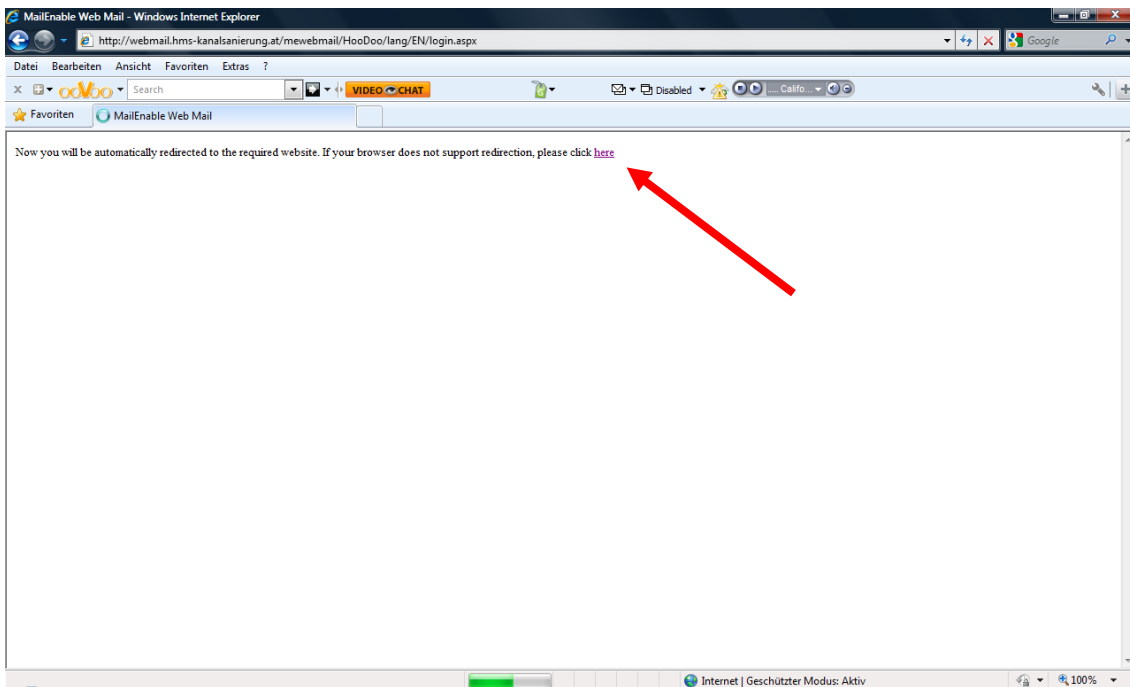 MailEnable Web Mail - Windows Internet Explorer
http://webmail.hms-kanalsanierung.at/mewebmail/HooDoo/lang/EN/login.aspx
Google
Datei Bearbeiten Ansicht Favoriten Extras ?
x ooVoo Search VIDEO CHAT Disabled .... Califo...
Favoriten MailEnable Web Mail
Now you will be automatically redirected to the required website. If your browser does not support redirection, please click here
Internet | Geschützter Modus: Aktiv 100%